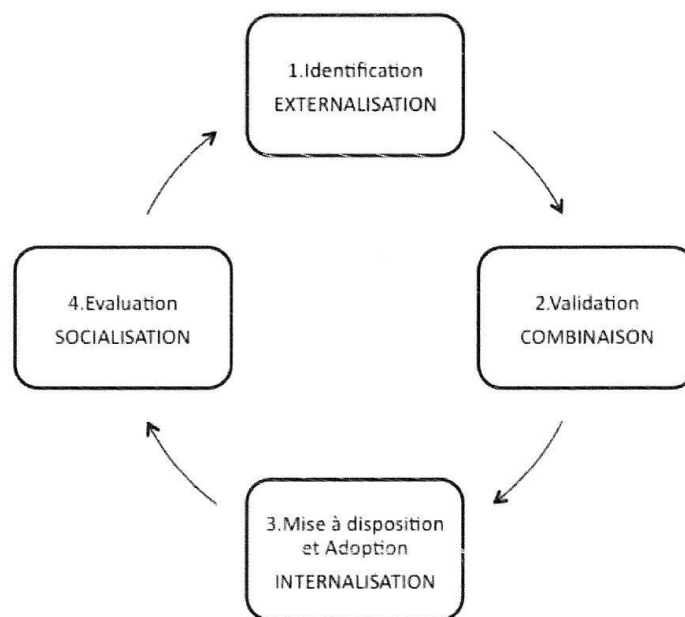 1.Identification
EXTERNALISATION
2.Validation
COMBINAISON
3.Mise à disposition
et Adoption
INTERNALISATION
4.Evaluation
SOCIALISATION